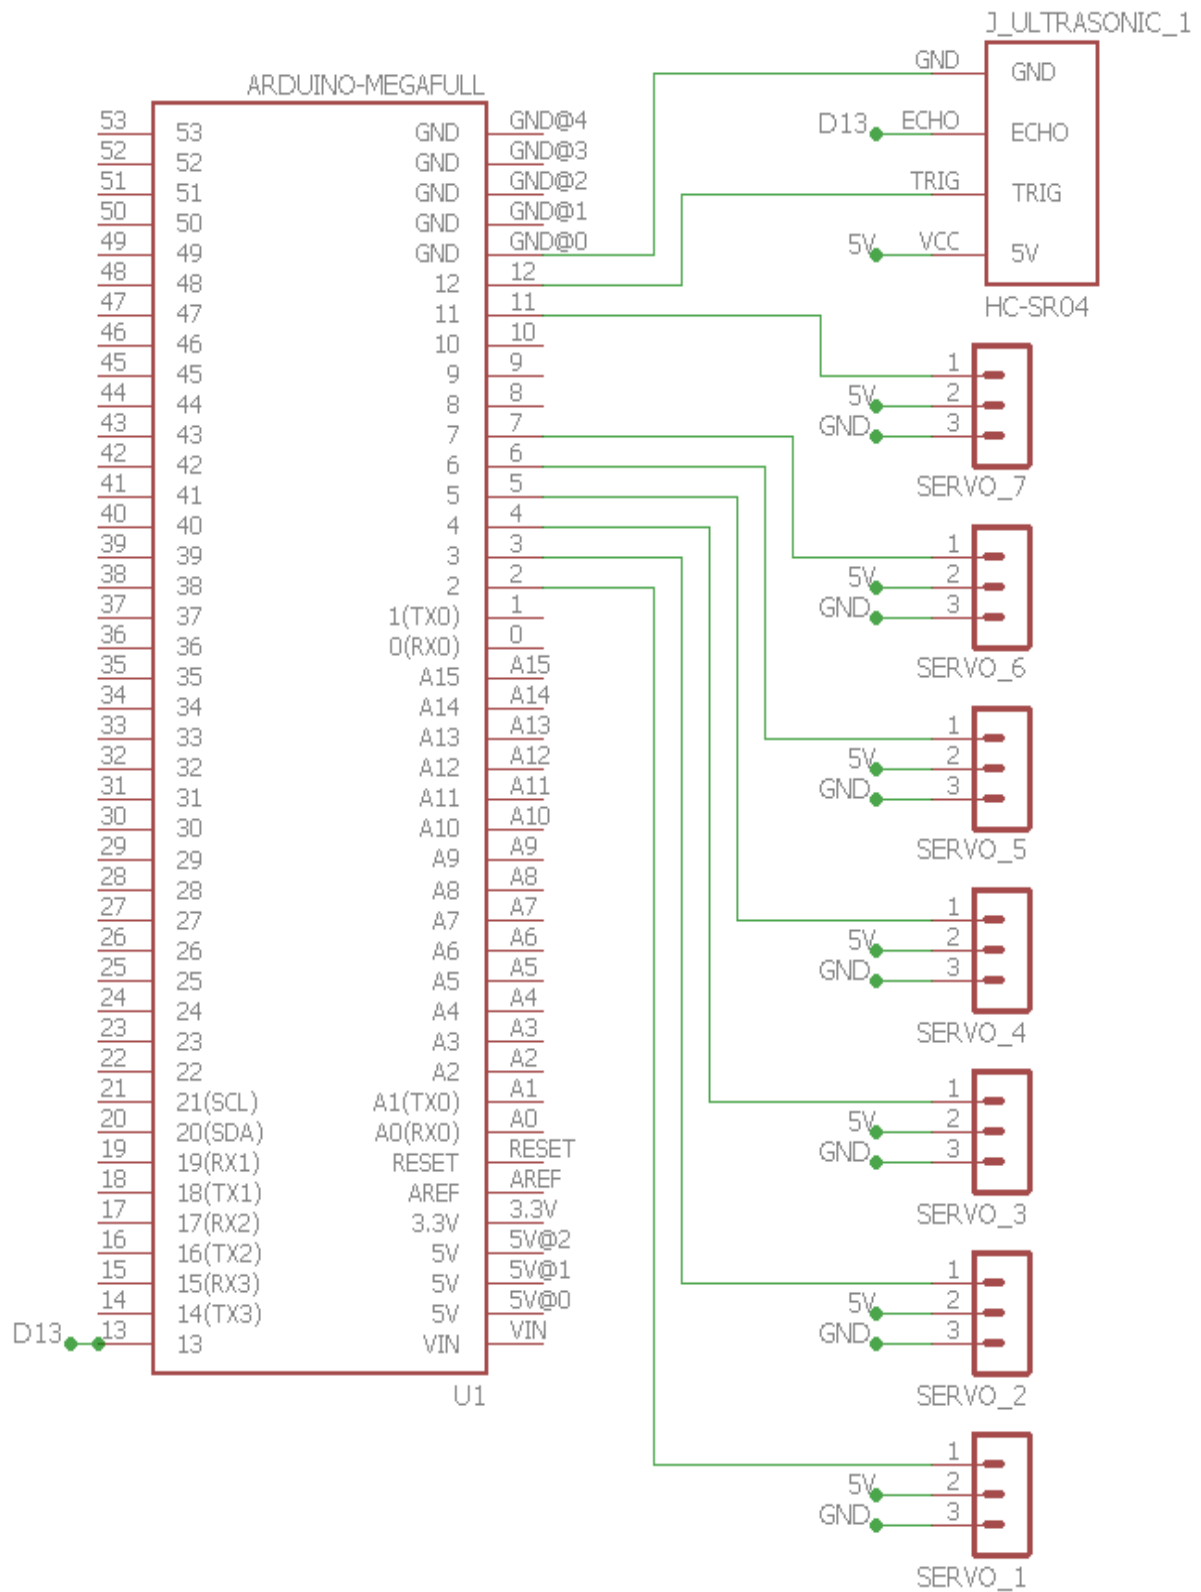 J_ULTRASONIC_1
GND GND
D13 ECHO ECHO
TRIG TRIG
5V VCC 5V
HC-SR04
ARDUINO-MEGAFULL
53 53 GND GND@4
52 52 GND GND@3
51 51 GND GND@2
50 50 GND GND@1
49 49 GND GND@0
48 48 12 12
47 47 11 11
46 46 10 10
45 45 9 9
44 44 8 8
43 43 7 7
42 42 6 6
41 41 5 5
40 40 4 4
39 39 3 3
38 38 2 2
37 37 1(TX0) 1
36 36 0(RX0) 0
35 35 A15 A15
34 34 A14 A14
33 33 A13 A13
32 32 A12 A12
31 31 A11 A11
30 30 A10 A10
29 29 A9 A9
28 28 A8 A8
27 27 A7 A7
26 26 A6 A6
25 25 A5 A5
24 24 A4 A4
23 23 A3 A3
22 22 A2 A2
21 21(SCL) A1(TX0) A1
20 20(SDA) A0(RX0) A0
19 19(RX1) RESET RESET
18 18(TX1) AREF AREF
17 17(RX2) 3.3V 3.3V
16 16(TX2) 5V 5V@2
15 15(RX3) 5V 5V@1
14 14(TX3) 5V 5V@0
D13 13 13 VIN VIN
U1
1
5V 2
GND 3
SERVO_7
1
5V 2
GND 3
SERVO_6
1
5V 2
GND 3
SERVO_5
1
5V 2
GND 3
SERVO_4
1
5V 2
GND 3
SERVO_3
1
5V 2
GND 3
SERVO_2
1
5V 2
GND 3
SERVO_1